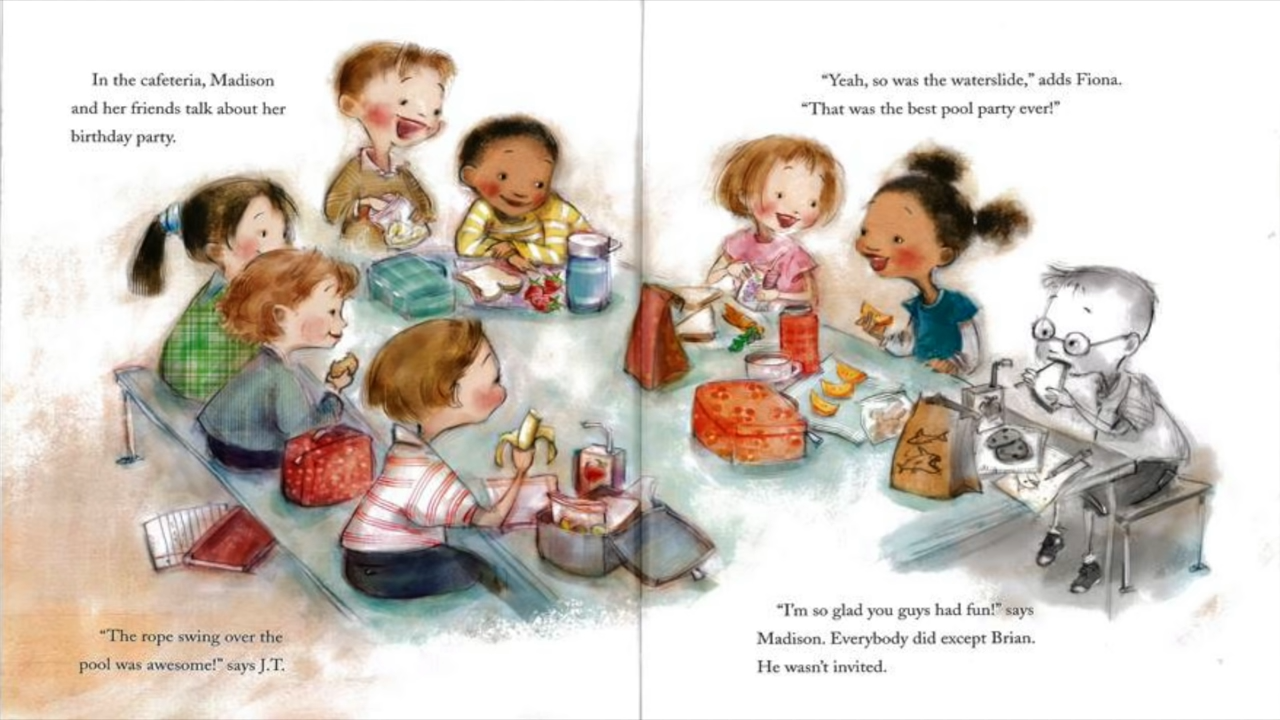 In the cafeteria, Madison
and her friends talk about her
birthday party.
“The rope swing over the
pool was awesome!” says J.T.
“Yeah, so was the waterslide,” adds Fiona.
“That was the best pool party ever!”
“I’m so glad you guys had fun!” says
Madison. Everybody did except Brian.
He wasn’t invited.